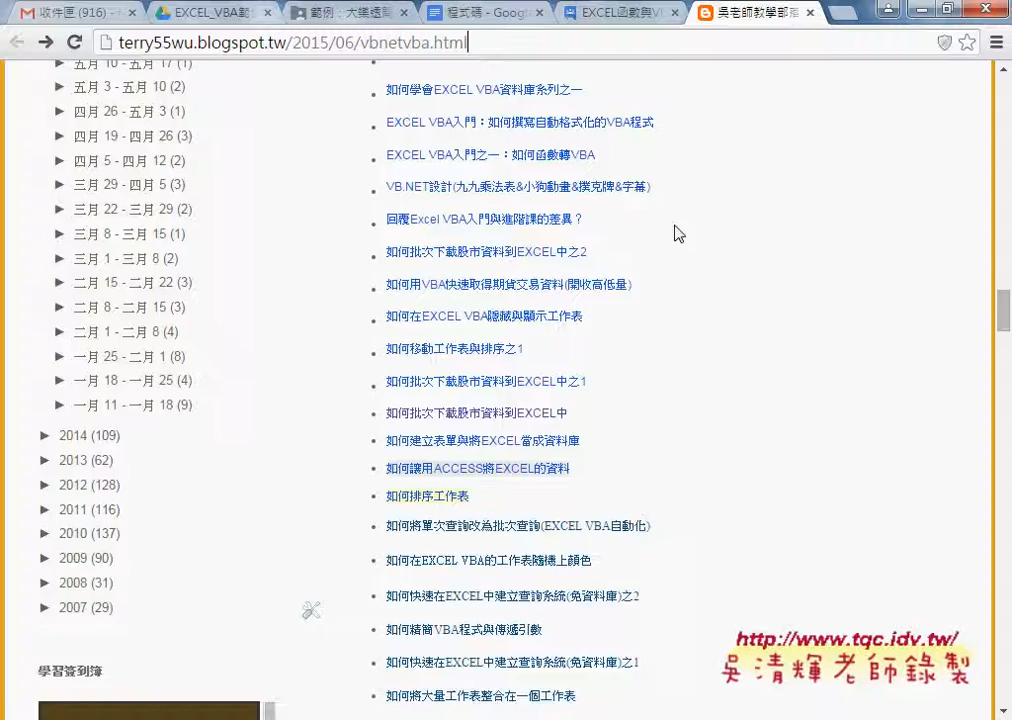 收件匣 (916) - ×
EXCEL_VBA範 ×
範例：大樂透開 ×
程式碼 - Goog ×
EXCEL函數與V ×
吳老師教學部落 ×
terry55wu.blogspot.tw/2015/06/vbnetvba.html
五月 10 - 五月 17 (1)
► 五月 3 - 五月 10 (2)
► 四月 26 - 五月 3 (1)
► 四月 19 - 四月 26 (3)
► 四月 5 - 四月 12 (2)
► 三月 29 - 四月 5 (3)
► 三月 22 - 三月 29 (2)
► 三月 8 - 三月 15 (1)
► 三月 1 - 三月 8 (2)
► 二月 15 - 二月 22 (3)
► 二月 8 - 二月 15 (3)
► 二月 1 - 二月 8 (4)
► 一月 25 - 二月 1 (8)
► 一月 18 - 一月 25 (4)
► 一月 11 - 一月 18 (9)
► 2014 (109)
► 2013 (62)
► 2012 (128)
► 2011 (116)
► 2010 (137)
► 2009 (90)
► 2008 (31)
► 2007 (29)
學習簽到簿
• 如何學會EXCEL VBA資料庫系列之一
• EXCEL VBA入門：如何撰寫自動格式化的VBA程式
• EXCEL VBA入門之一：如何函數轉VBA
• VB.NET設計(九九乘法表&小狗動畫&撲克牌&字幕)
• 回覆Excel VBA入門與進階課的差異？
• 如何批次下載股市資料到EXCEL中之2
• 如何用VBA快速取得期貨交易資料(開收高低量)
• 如何在EXCEL VBA隱藏與顯示工作表
• 如何移動工作表與排序之1
• 如何批次下載股市資料到EXCEL中之1
• 如何批次下載股市資料到EXCEL中
• 如何建立表單與將EXCEL當成資料庫
• 如何讓用ACCESS將EXCEL的資料
• 如何排序工作表
• 如何將單次查詢改為批次查詢(EXCEL VBA自動化)
• 如何在EXCEL VBA的工作表隨機上顏色
• 如何快速在EXCEL中建立查詢系統(免資料庫)之2
• 如何精簡VBA程式與傳遞引數
• 如何快速在EXCEL中建立查詢系統(免資料庫)之1
• 如何將大量工作表整合在一個工作表
http://www.tqc.idv.tw/
吳清輝老師錄製